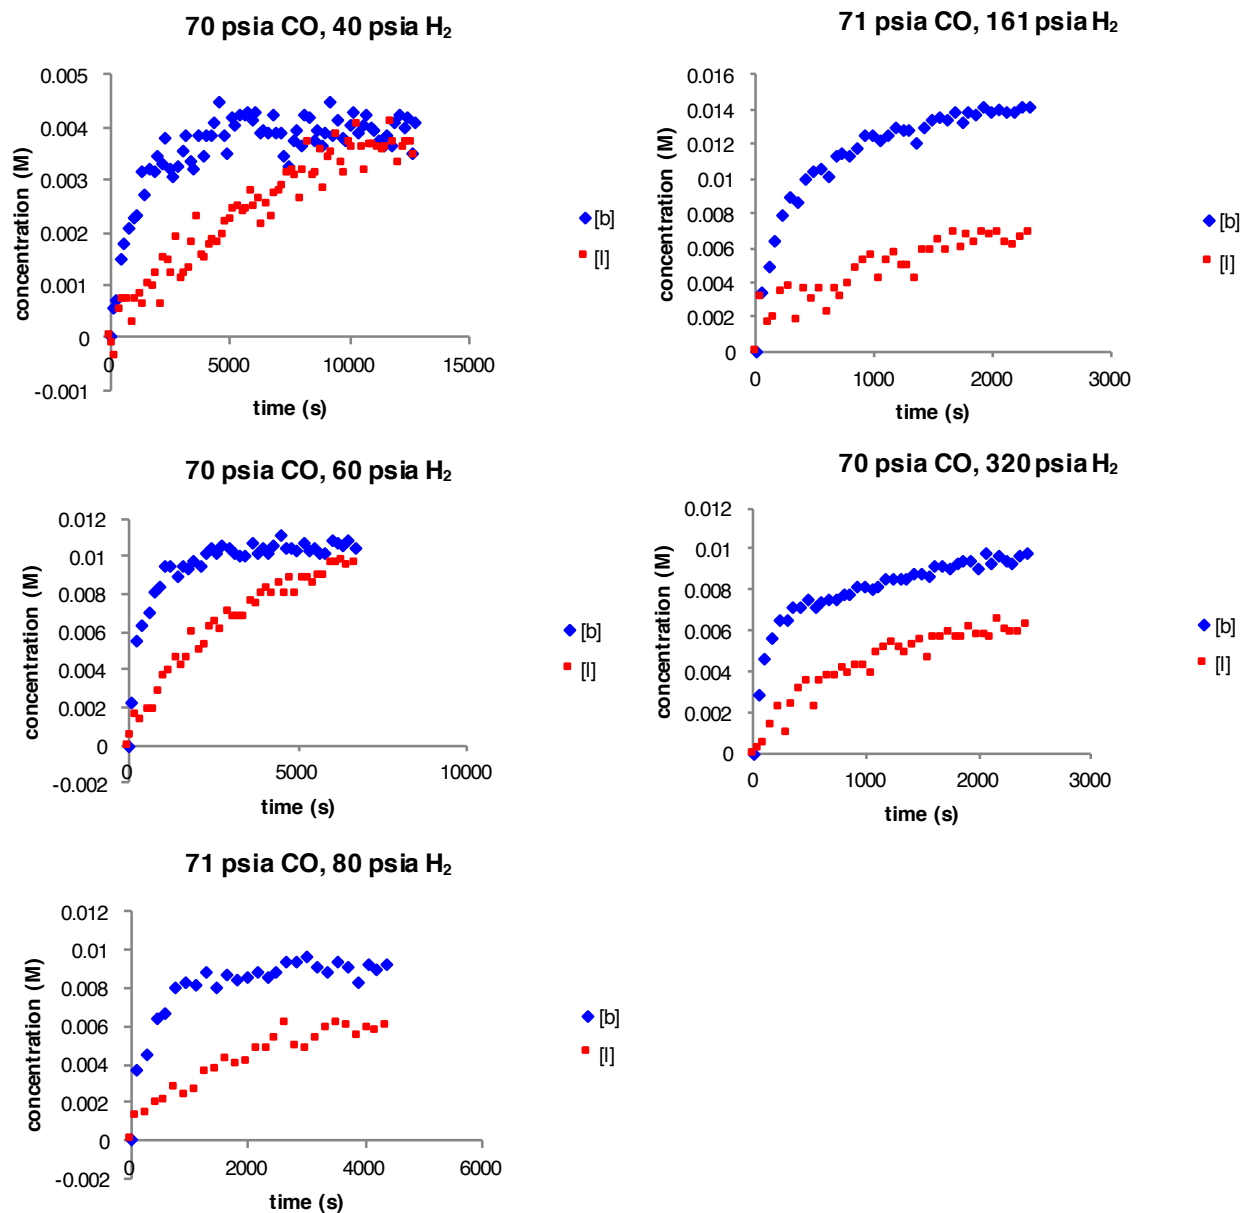 70 psia CO, 40 psia H₂
0.005
0.004
0.003
0.002
0.001
0
-0.001
concentration (M)
0
5000
10000
15000
time (s)
[b]
[l]
71 psia CO, 161 psia H₂
0.016
0.014
0.012
0.01
0.008
0.006
0.004
0.002
0
concentration (M)
0
1000
2000
3000
time (s)
[b]
[l]
70 psia CO, 60 psia H₂
0.012
0.01
0.008
0.006
0.004
0.002
0
-0.002
concentration (M)
0
5000
10000
time (s)
[b]
[l]
70 psia CO, 320 psia H₂
0.012
0.01
0.008
0.006
0.004
0.002
0
concentration (M)
0
1000
2000
3000
time (s)
[b]
[l]
71 psia CO, 80 psia H₂
0.012
0.01
0.008
0.006
0.004
0.002
0
-0.002
concentration (M)
0
2000
4000
6000
time (s)
[b]
[l]